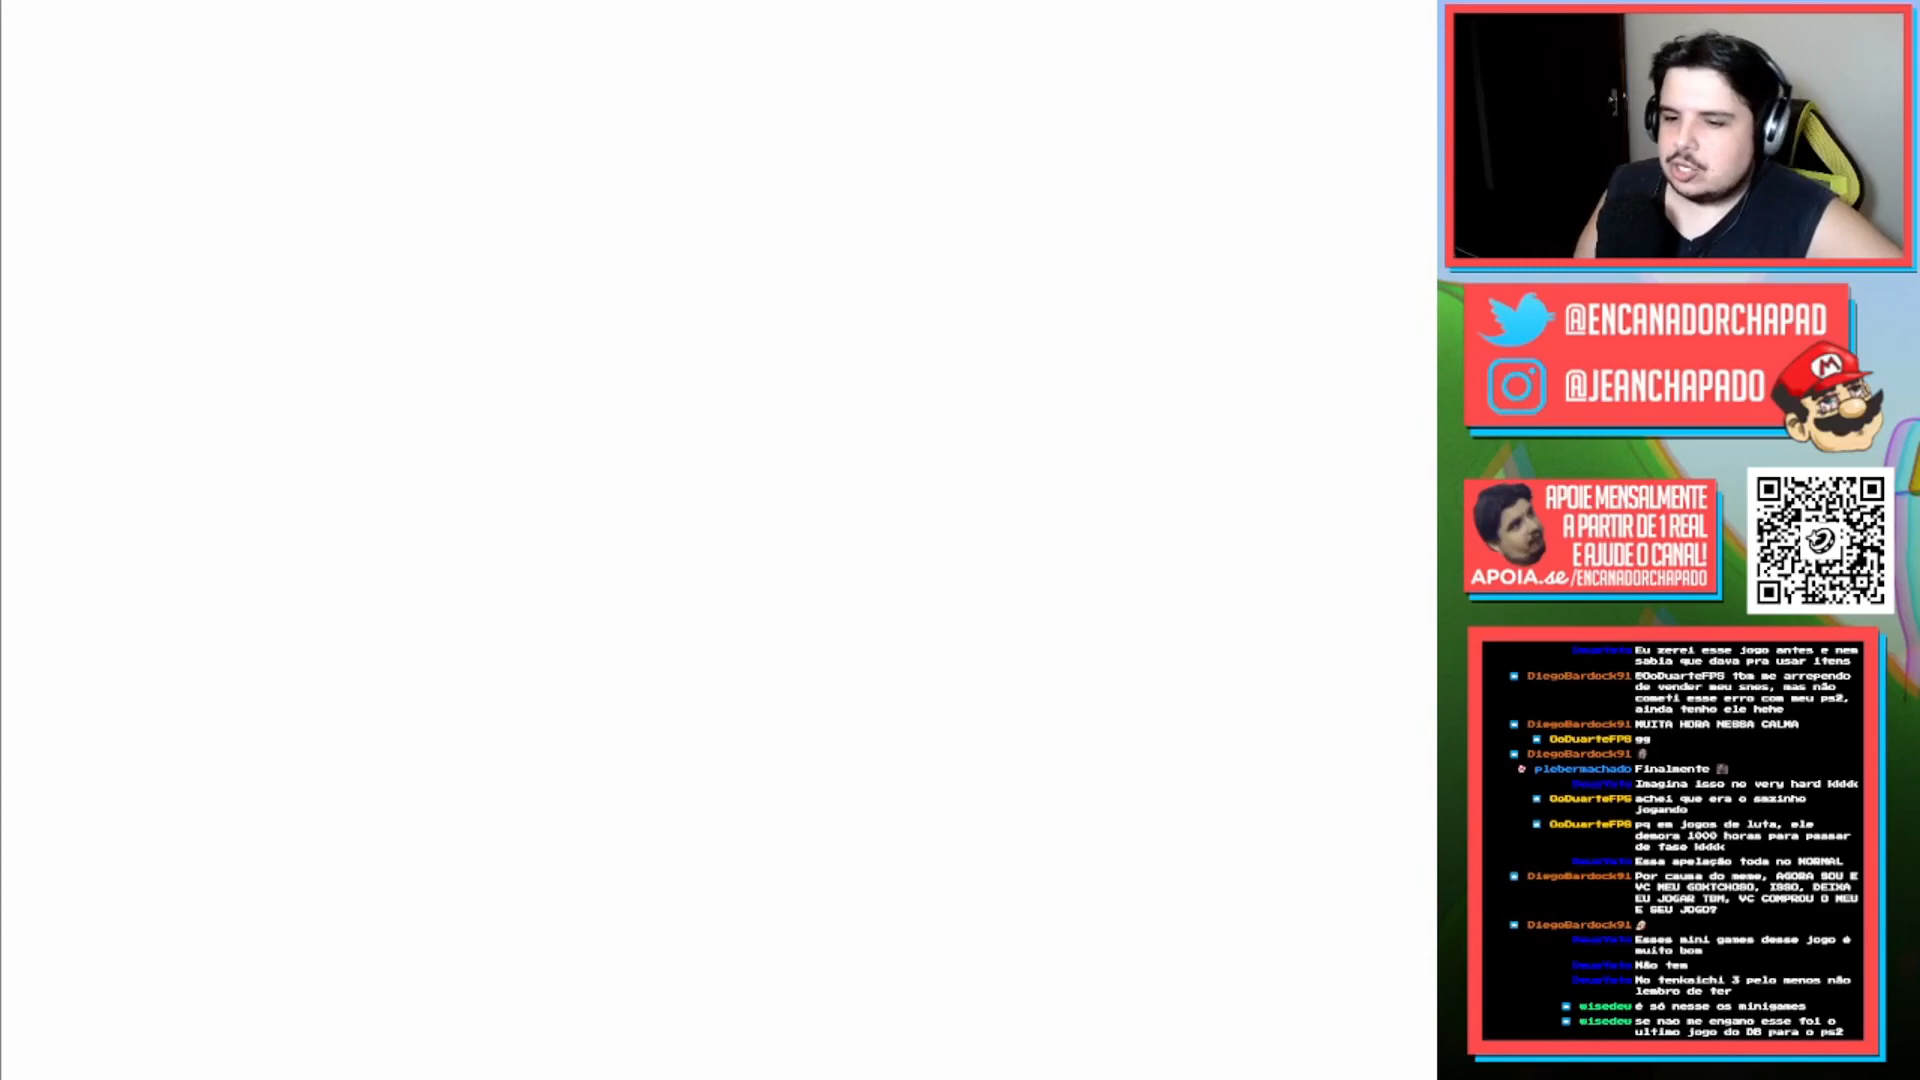 @ENCANADORCHAPAD
@JEANCHAPADO
M
APOIE MENSALMENTE
A PARTIR DE 1 REAL
E AJUDE O CANAL!
APOIA.se/ENCANADORCHAPADO
Eu zerei esse jogo antes e nem
sabia que dava pra usar itens
DiegoBardock91 @OoDuarteFPS tbm me arrependo
de vender meu snes, mas não
cometi esse erro com meu ps2,
ainda tenho ele hehe
DiegoBardock91 MUITA HORA NESSA CALMA
OoDuarteFPS gg
DiegoBardock91
plebermachado Finalmente
Imagina isso no very hard kkkk
OoDuarteFPS achei que era o smzinho
jogando
OoDuarteFPS pq em jogos de luta, ele
demora 1000 horas para passar
de fase kkkk
Essa apelação toda no NORMAL
DiegoBardock91 Por causa do meme, AGORA SOU E
VC MEU GOXTCHOSO, ISSO, DEIXA
EU JOGAR TBM, VC COMPROU O MEU
E SEU JOGO?
DiegoBardock91
Esses mini games desse jogo é
muito bom
Não tem
No tenkaichi 3 pelo menos não
lembro de ter
wisedeu é só nesse os minigames
wisedeu se nao me engano esse foi o
ultimo jogo do DB para o ps2